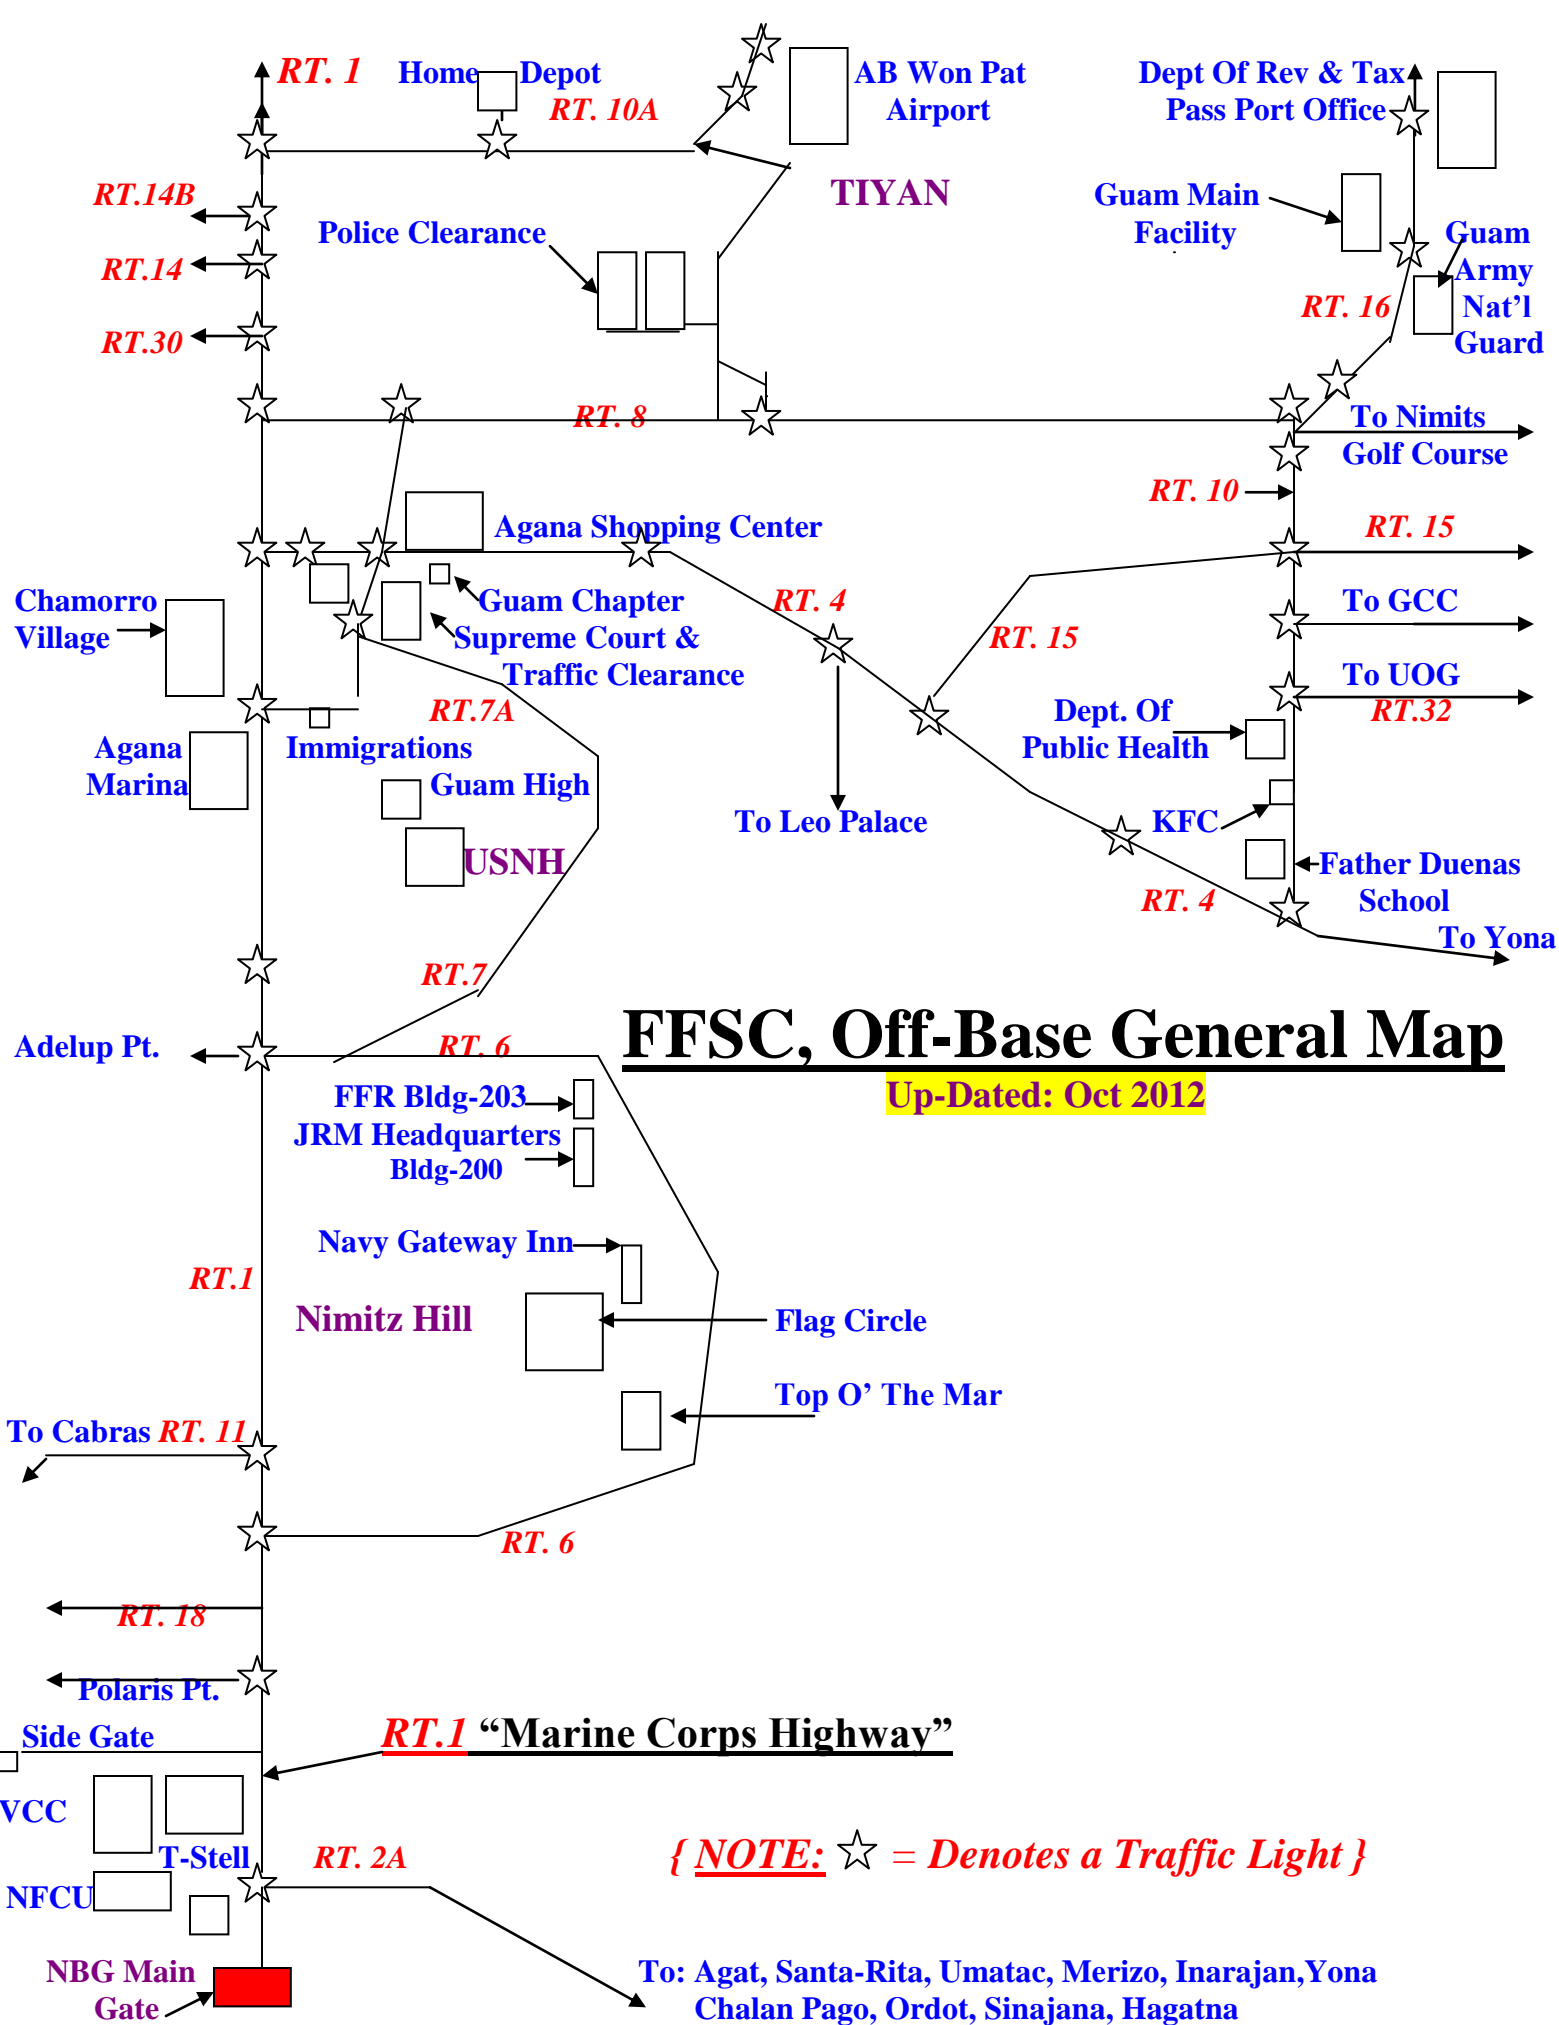 RT. 1
Home Depot
RT. 10A
AB Won Pat
Airport
Dept Of Rev & Tax
Pass Port Office
RT.14B
TIYAN
Guam Main
Facility
Police Clearance
Guam
Army
Nat’l
Guard
RT.14
RT. 16
RT.30
RT. 8
To Nimits
Golf Course
RT. 10
Agana Shopping Center
RT. 15
Chamorro
Village
Guam Chapter
Supreme Court &
Traffic Clearance
RT. 4
RT. 15
To GCC
To UOG
RT.32
RT.7A
Dept. Of
Public Health
Agana
Marina
Immigrations
Guam High
To Leo Palace
KFC
USNH
Father Duenas
School
RT. 4
To Yona
RT.7
Adelup Pt.
RT. 6
FFSC, Off-Base General Map
Up-Dated: Oct 2012
FFR Bldg-203
JRM Headquarters
Bldg-200
Navy Gateway Inn
RT.1
Nimitz Hill
Flag Circle
Top O’ The Mar
To Cabras RT. 11
RT. 6
RT. 18
Polaris Pt.
Side Gate
RT.1 “Marine Corps Highway”
VCC
T-Stell
RT. 2A
{ NOTE: = Denotes a Traffic Light }
NFCU
NBG Main
Gate
To: Agat, Santa-Rita, Umatac, Merizo, Inarajan,Yona
Chalan Pago, Ordot, Sinajana, Hagatna